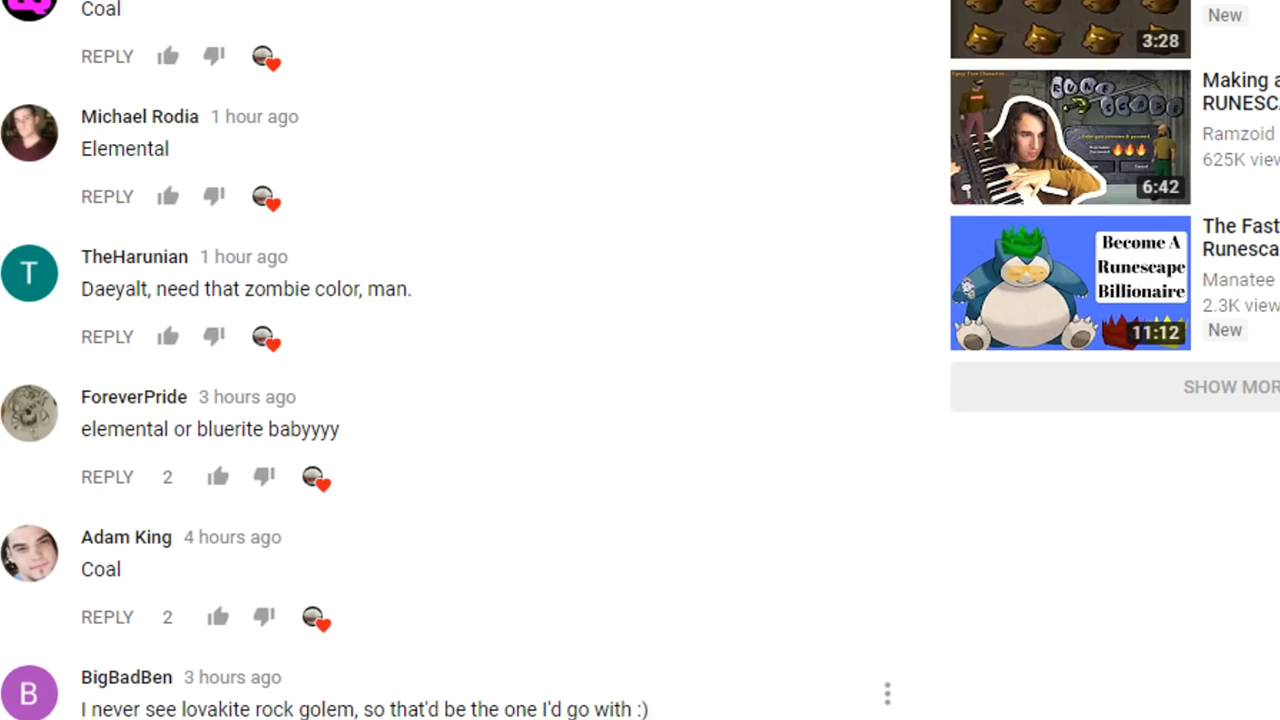 Coal
REPLY
Michael Rodia 1 hour ago
Elemental
REPLY
T
TheHarunian 1 hour ago
Daeyalt, need that zombie color, man.
REPLY
ForeverPride 3 hours ago
elemental or bluerite babyyyy
REPLY 2
Adam King 4 hours ago
Coal
REPLY 2
B
BigBadBen 3 hours ago
I never see lovakite rock golem, so that'd be the one I'd go with :)
3:28
New
RUNE
SCAPE
6:42
Making a
RUNESC
Ramzoid
625K view
Become A
Runescape
Billionaire
11:12
The Fast
Runesca
Manatee
2.3K view
New
SHOW MOR